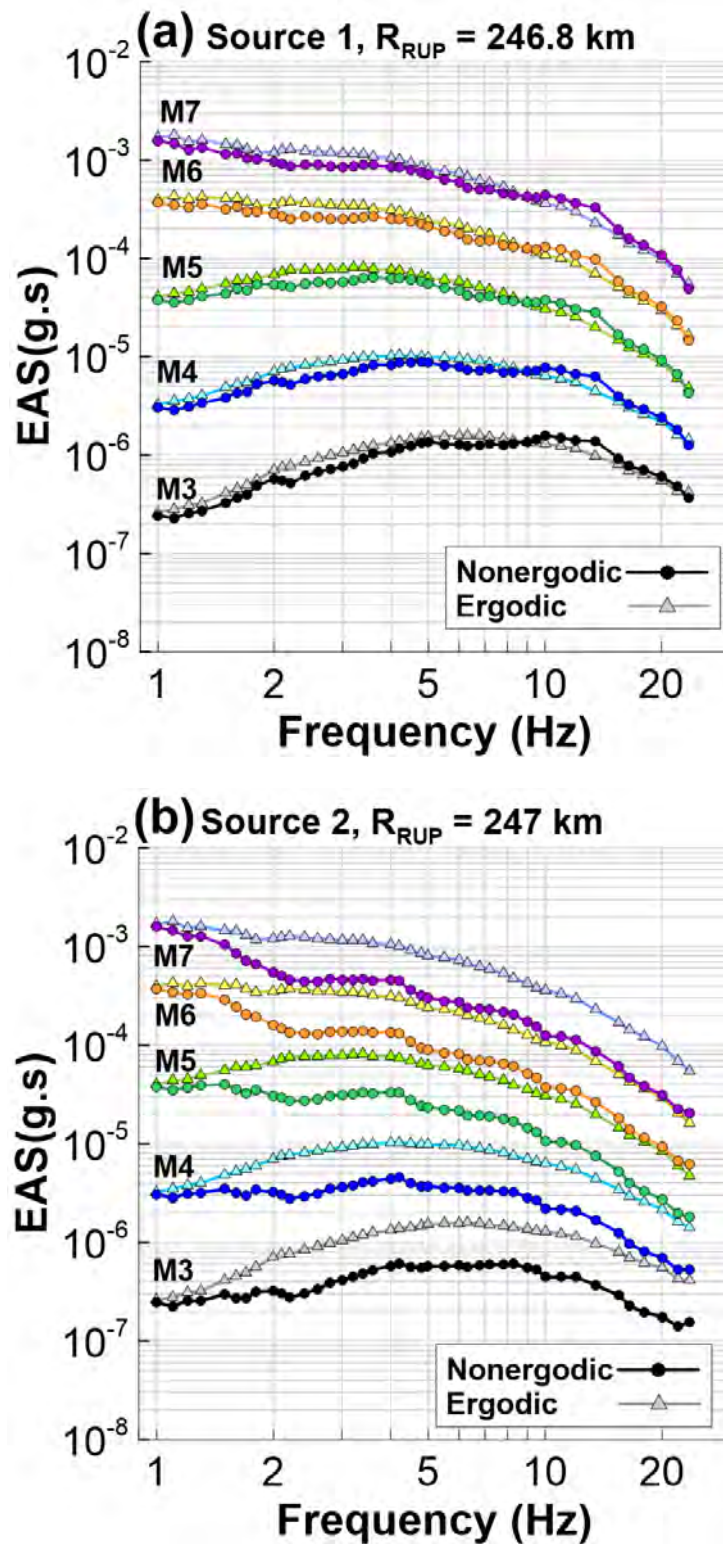 (a) Source 1, R_RUP = 246.8 km
10^-2
M7
10^-3
M6
10^-4
M5
EAS(g.s)
10^-5
M4
10^-6
M3
10^-7
Nonergodic
Ergodic
10^-8
1 2 5 10 20
Frequency (Hz)
(b) Source 2, R_RUP = 247 km
10^-2
10^-3
M7
M6
10^-4
M5
EAS(g.s)
10^-5
M4
10^-6
M3
10^-7
Nonergodic
Ergodic
10^-8
1 2 5 10 20
Frequency (Hz)